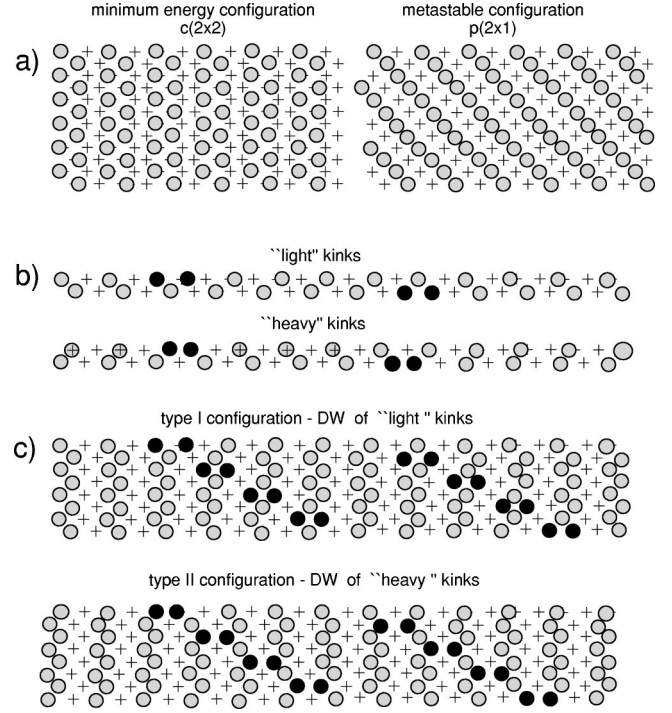 minimum energy configuration
c(2x2)
metastable configuration
p(2x1)
a)
``light'' kinks
b)
``heavy'' kinks
type I configuration - DW of ``light '' kinks
c)
type II configuration - DW of ``heavy '' kinks